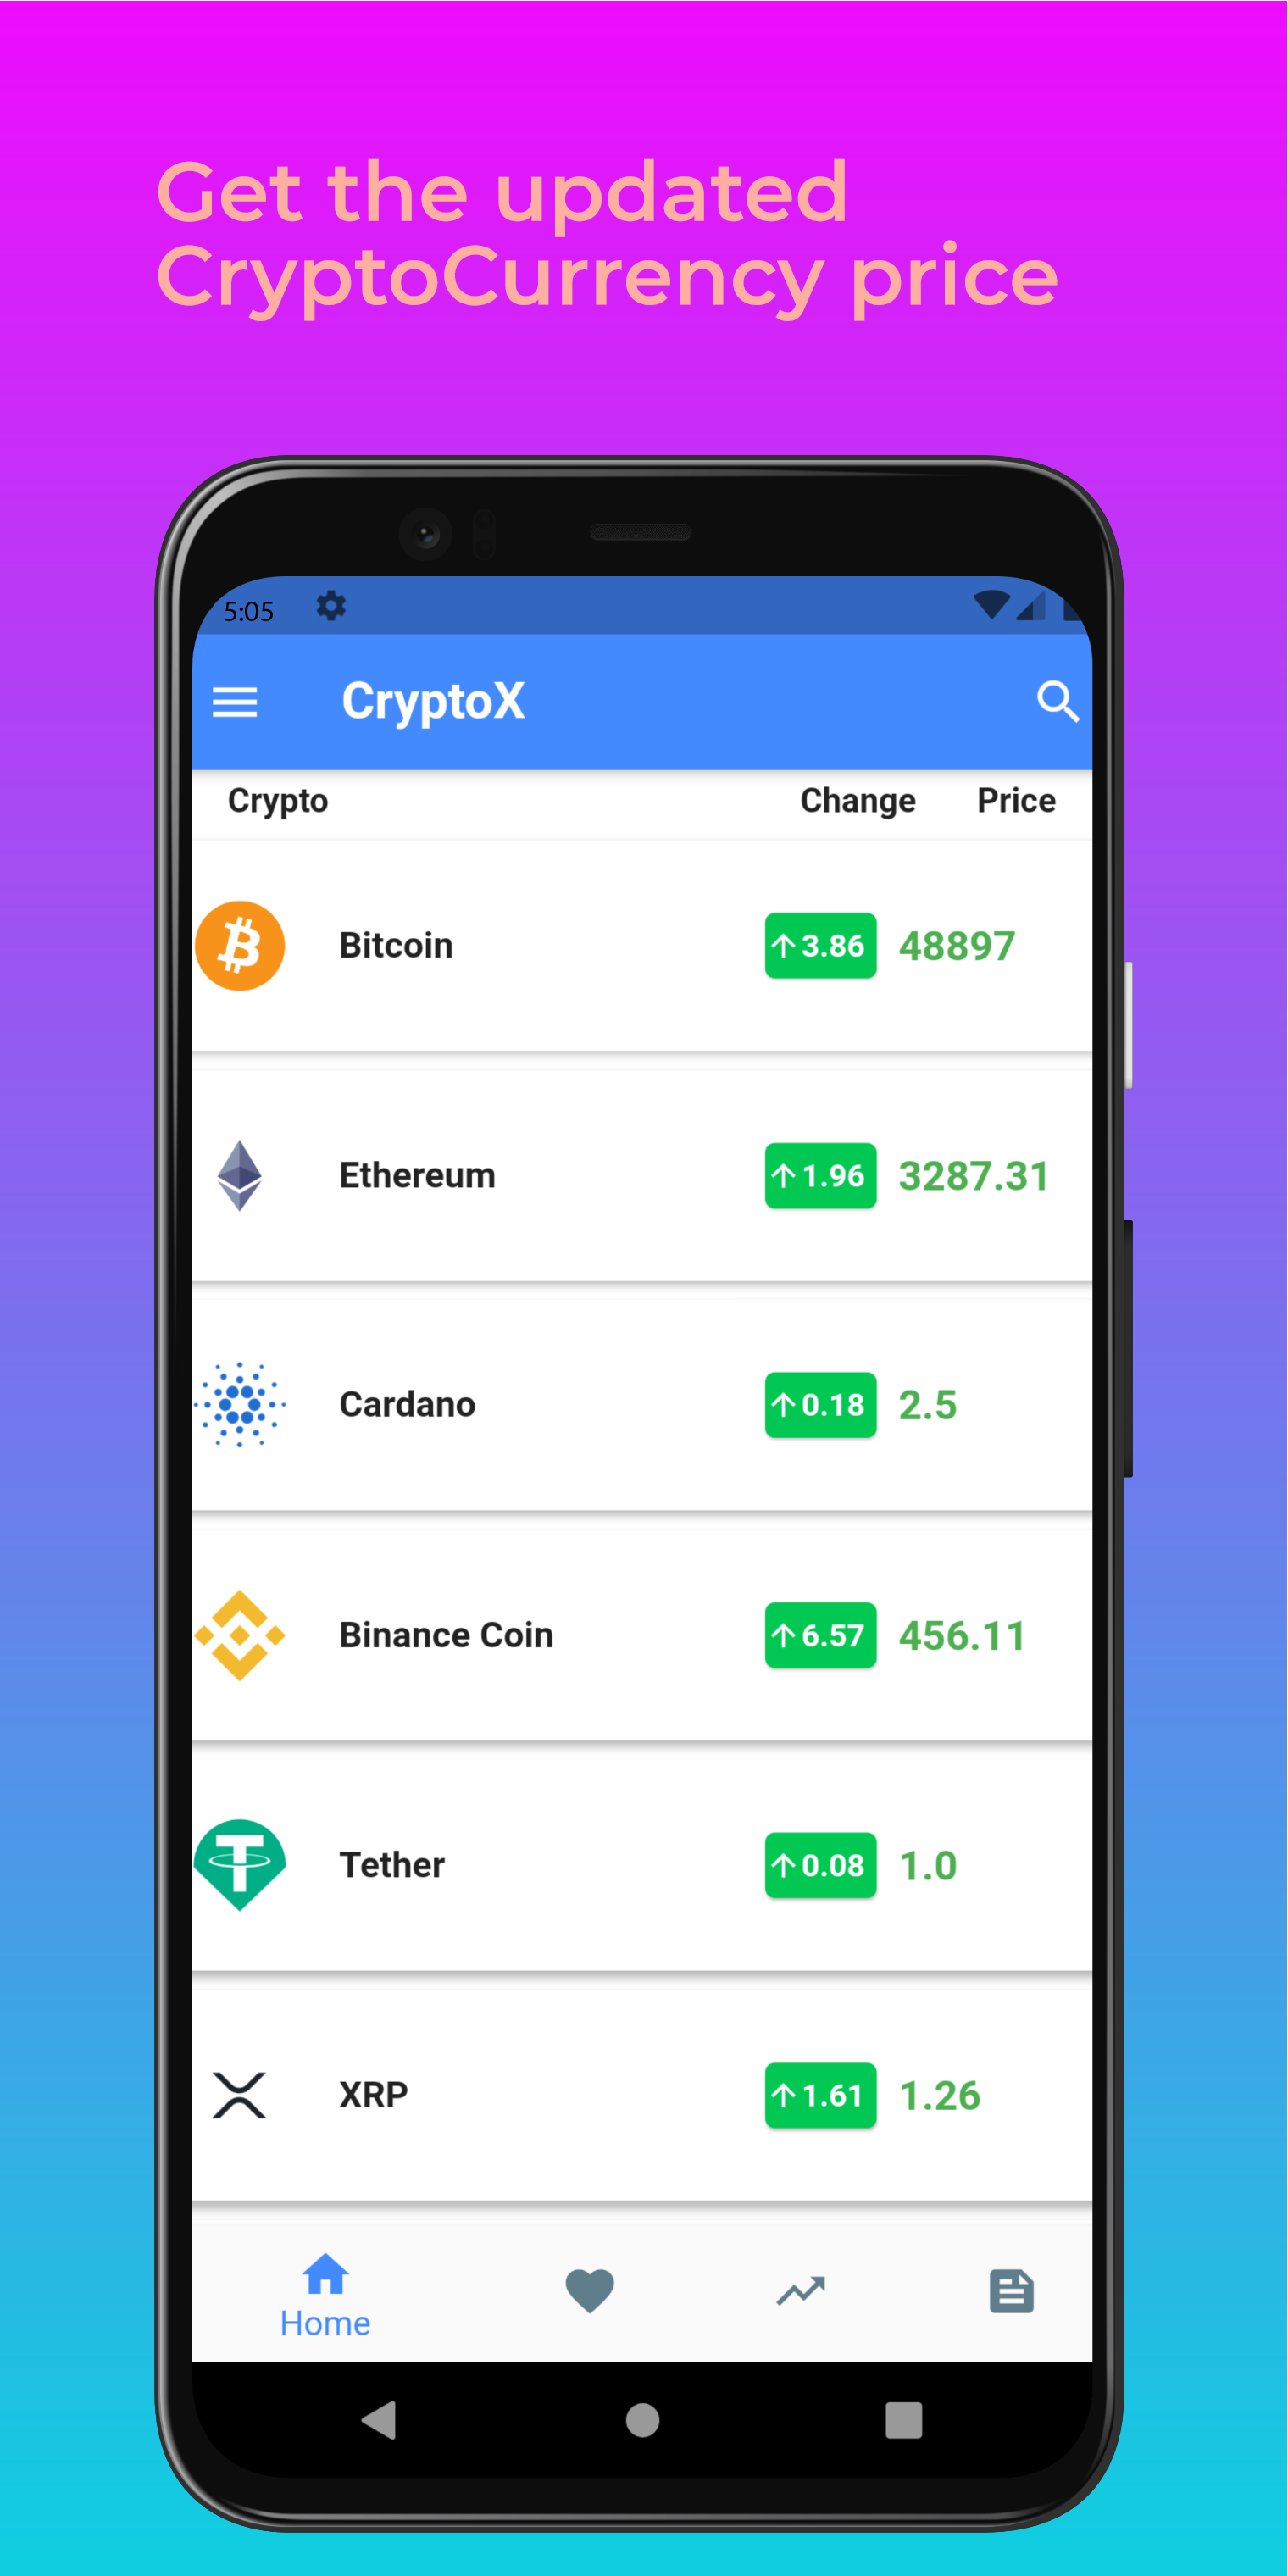 Get the updated
CryptoCurrency price
5:05
CryptoX
Crypto Change Price
Bitcoin ↑3.86 48897
Ethereum ↑1.96 3287.31
Cardano ↑0.18 2.5
Binance Coin ↑6.57 456.11
Tether ↑0.08 1.0
XRP ↑1.61 1.26
Home